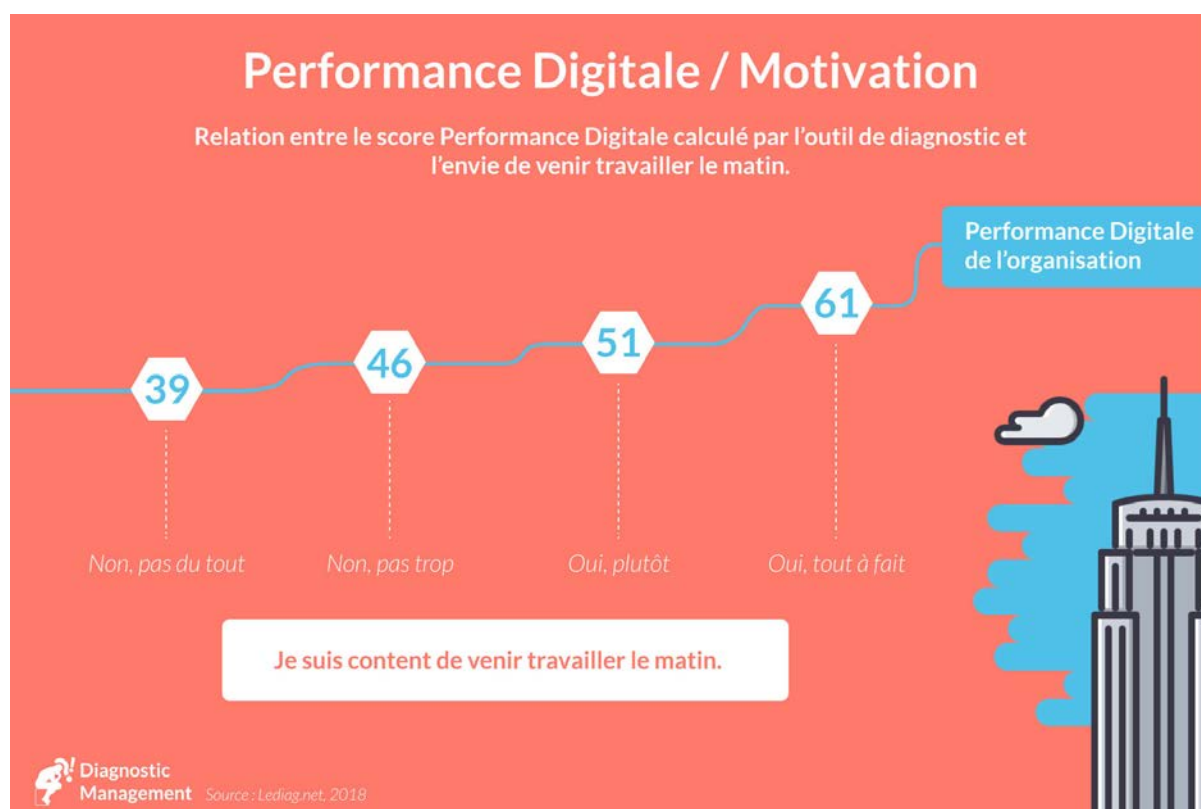 Performance Digitale / Motivation
Relation entre le score Performance Digitale calculé par l'outil de diagnostic et
l'envie de venir travailler le matin.
Performance Digitale
de l'organisation
39
46
51
61
Non, pas du tout
Non, pas trop
Oui, plutôt
Oui, tout à fait
Je suis content de venir travailler le matin.
?!
Diagnostic
Management
Source : Lediag.net, 2018